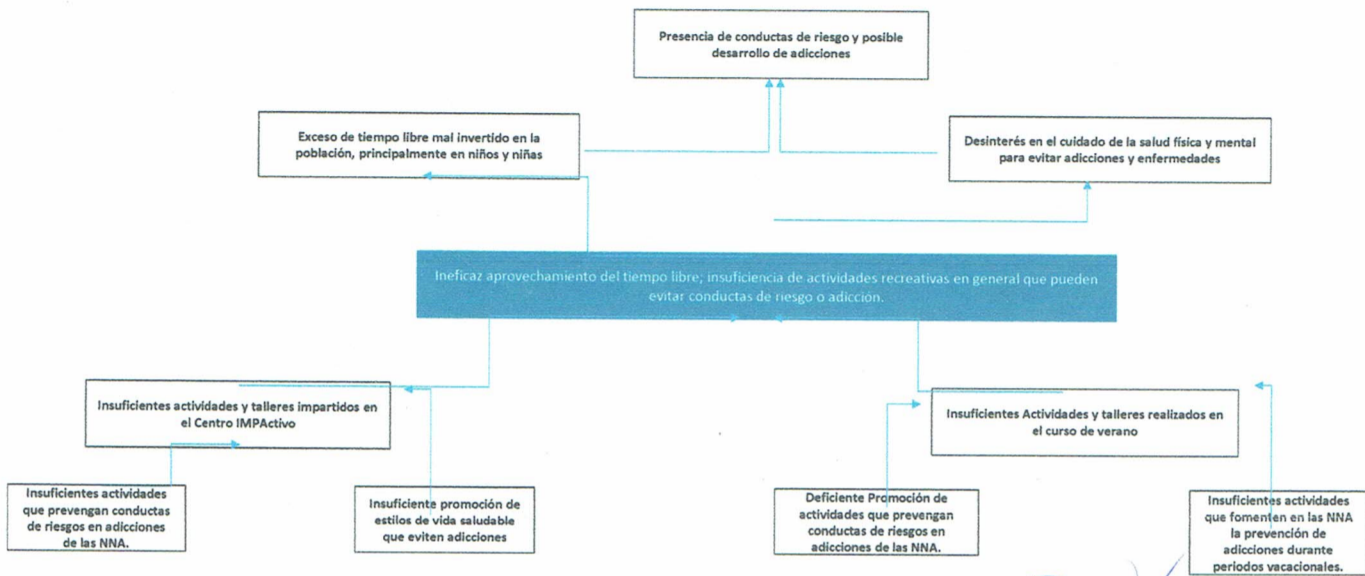 Presencia de conductas de riesgo y posible
desarrollo de adicciones
Exceso de tiempo libre mal invertido en la
población, principalmente en niños y niñas
Desinterés en el cuidado de la salud física y mental
para evitar adicciones y enfermedades
Ineficaz aprovechamiento del tiempo libre, insuficiencia de actividades recreativas en general que pueden
evitar conductas de riesgo o adicción.
Insuficientes actividades y talleres impartidos en
el Centro IMPActivo
Insuficientes Actividades y talleres realizados en
el curso de verano
Insuficientes actividades
que prevengan conductas
de riesgos en adicciones
de las NNA.
Insuficiente promoción de
estilos de vida saludable
que eviten adicciones
Deficiente Promoción de
actividades que prevengan
conductas de riesgos en
adicciones de las NNA.
Insuficientes actividades
que fomenten en las NNA
la prevención de
adicciones durante
periodos vacacionales.